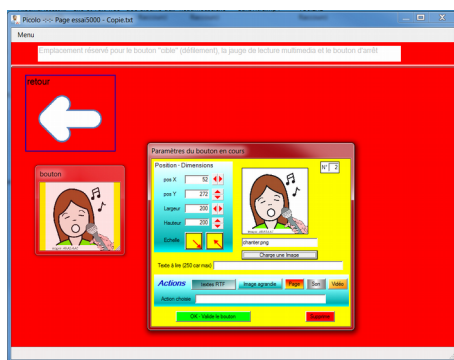 Picolo -:-:- Page essai5000 - Copie.txt
Menu
Emplacement réservé pour le bouton "cible" (défilement), la jauge de lecture multimedia et le bouton d'arrêt
retour
bouton
Paramètres du bouton en cours
Position - Dimensions
N° 2
pos X 52
pos Y 272
Largeur 200
Hauteur 200
Echelle
chanter.png
Charge une Image
Texte à lire (250 car max)
Actions textes RTF Image agrandie Page Son Vidéo
Action choisie
OK - Valide le bouton
Supprimer